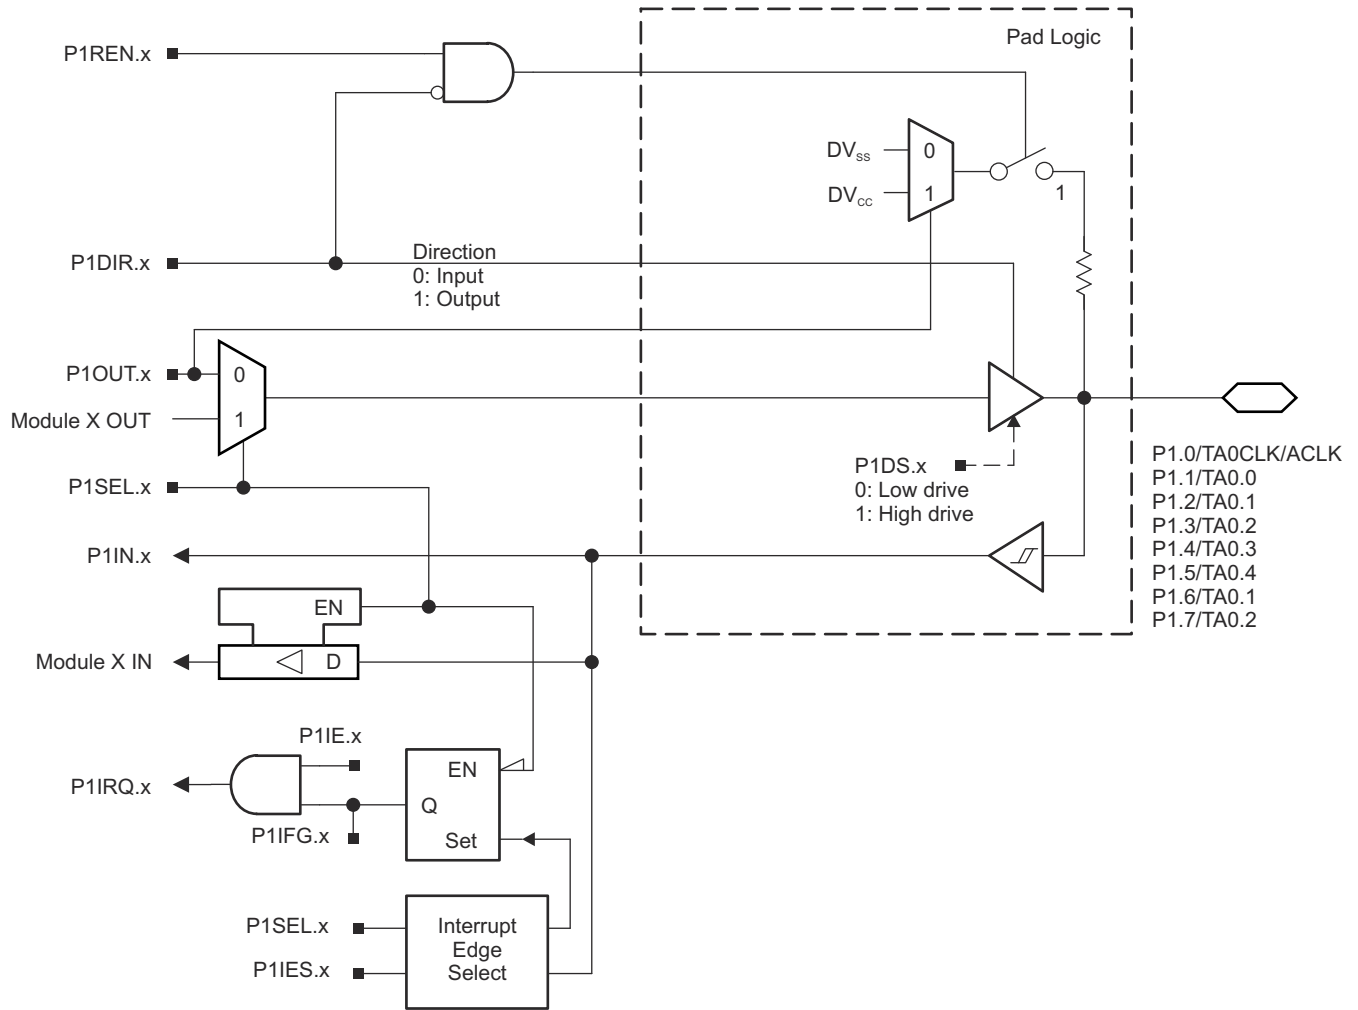 Pad Logic
P1REN.x
DVSS
0
DVCC
1
1
P1DIR.x
Direction
0: Input
1: Output
P1OUT.x
0
Module X OUT
1
P1SEL.x
P1DS.x
0: Low drive
1: High drive
P1.0/TA0CLK/ACLK
P1.1/TA0.0
P1.2/TA0.1
P1.3/TA0.2
P1.4/TA0.3
P1.5/TA0.4
P1.6/TA0.1
P1.7/TA0.2
P1IN.x
EN
Module X IN
D
P1IE.x
P1IRQ.x
EN
Q
P1IFG.x
Set
P1SEL.x
P1IES.x
Interrupt
Edge
Select